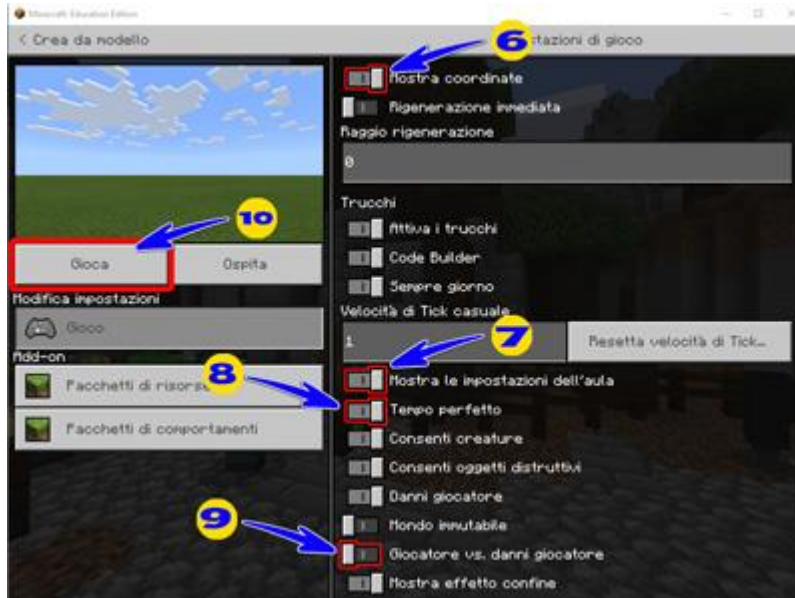 Minecraft Education Edition
< Crea da modello
6
stazioni di gioco
Mostra coordinate
Rigenerazione immediata
Raggio rigenerazione
0
Trucchi
10
Attiva i trucchi
Gioca
Ospita
Code Builder
Sempre giorno
Modifica impostazioni
Velocità di Tick casuale
Gioco
1
7
Resetta velocità di Tick...
Add-on
8
Mostra le impostazioni dell'aula
Pacchetti di risorse
Tempo perfetto
Consenti creature
Pacchetti di comportamenti
Consenti oggetti distruttivi
Danni giocatore
9
Mondo immutabile
Giocatore vs. danni giocatore
Mostra effetto confine